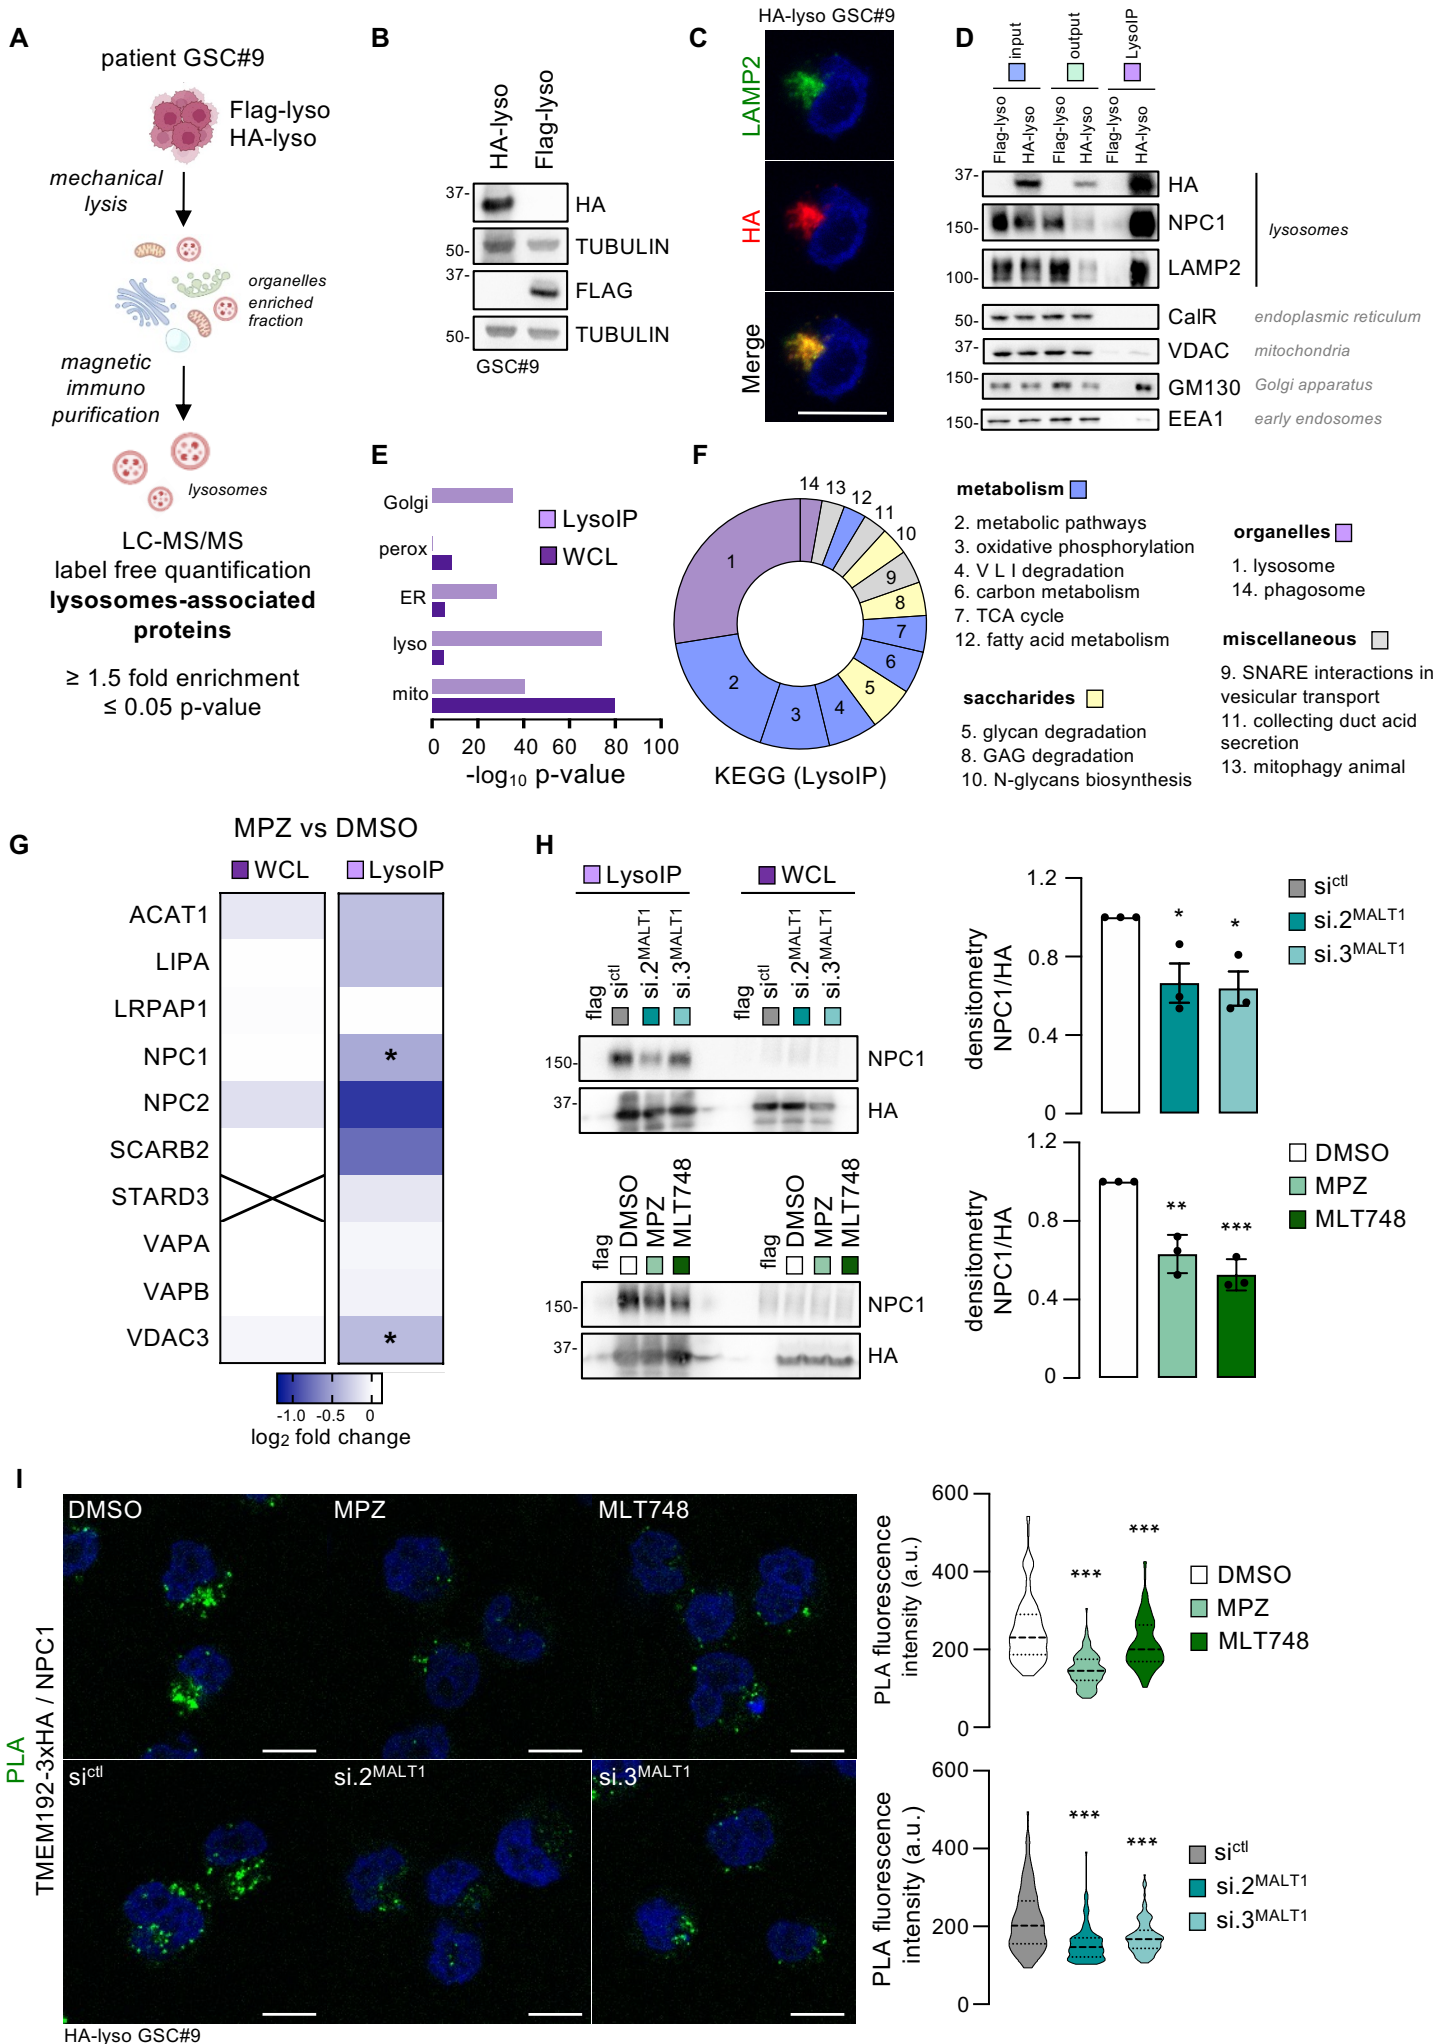 A
patient GSC#9
Flag-lyso
HA-lyso
mechanical
lysis
organelles
enriched
fraction
magnetic
immuno
purification
lysosomes
LC-MS/MS
label free quantification
lysosomes-associated
proteins
≥ 1.5 fold enrichment
≤ 0.05 p-value
B
HA-lyso
Flag-lyso
37-
HA
50-
TUBULIN
37-
FLAG
50-
TUBULIN
GSC#9
C
HA-lyso GSC#9
LAMP2
HA
Merge
D
input
output
LysoIP
Flag-lyso
HA-lyso
Flag-lyso
HA-lyso
Flag-lyso
HA-lyso
37-
HA
150-
NPC1
lysosomes
100-
LAMP2
50-
CalR
endoplasmic reticulum
37-
VDAC
mitochondria
150-
GM130
Golgi apparatus
150-
EEA1
early endosomes
E
Golgi
perox
ER
lyso
mito
LysoIP
WCL
0 20 40 60 80 100
-log10 p-value
F
1
2
3
4
5
6
7
8
9
10
11
12
13
14
KEGG (LysoIP)
metabolism
2. metabolic pathways
3. oxidative phosphorylation
4. V L I degradation
6. carbon metabolism
7. TCA cycle
12. fatty acid metabolism
saccharides
5. glycan degradation
8. GAG degradation
10. N-glycans biosynthesis
organelles
1. lysosome
14. phagosome
miscellaneous
9. SNARE interactions in
vesicular transport
11. collecting duct acid
secretion
13. mitophagy animal
G
MPZ vs DMSO
WCL
LysoIP
ACAT1
LIPA
LRPAP1
NPC1
*
NPC2
SCARB2
STARD3
VAPA
VAPB
VDAC3
*
-1.0 -0.5 0
log2 fold change
H
LysoIP
WCL
flag
sictl
si.2MALT1
si.3MALT1
flag
sictl
si.2MALT1
si.3MALT1
150-
NPC1
37-
HA
flag
DMSO
MPZ
MLT748
flag
DMSO
MPZ
MLT748
150-
NPC1
37-
HA
densitometry
NPC1/HA
1.2
0.8
0.4
0
*
*
sictl
si.2MALT1
si.3MALT1
densitometry
NPC1/HA
1.2
0.8
0.4
0
**
***
DMSO
MPZ
MLT748
I
PLA
TMEM192-3xHA / NPC1
DMSO
MPZ
MLT748
sictl
si.2MALT1
si.3MALT1
HA-lyso GSC#9
PLA fluorescence
intensity (a.u.)
600
400
200
0
***
***
DMSO
MPZ
MLT748
PLA fluorescence
intensity (a.u.)
600
400
200
0
***
***
sictl
si.2MALT1
si.3MALT1